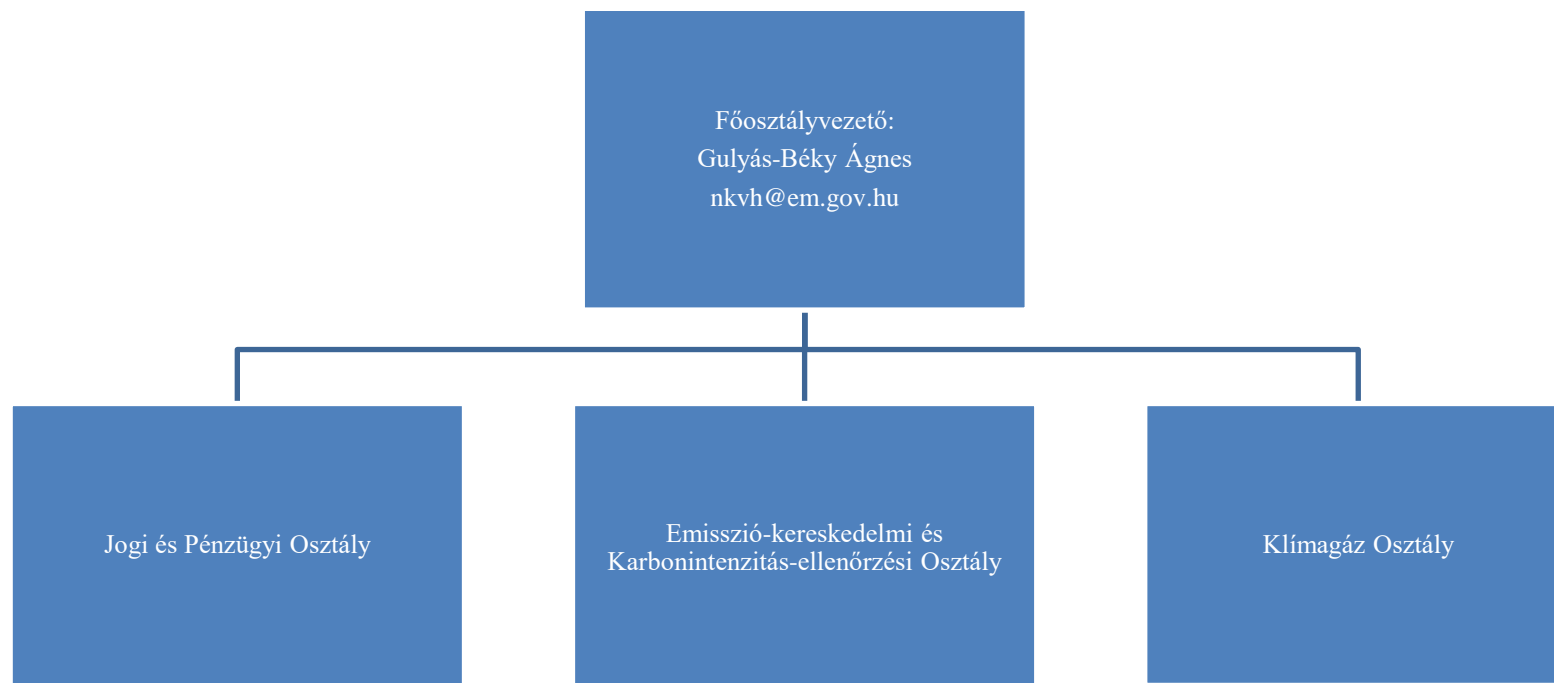 Főosztályvezető:
Gulyás-Béky Ágnes
nkvh@em.gov.hu
Jogi és Pénzügyi Osztály
Emisszió-kereskedelmi és
Karbonintenzitás-ellenőrzési Osztály
Klímagáz Osztály